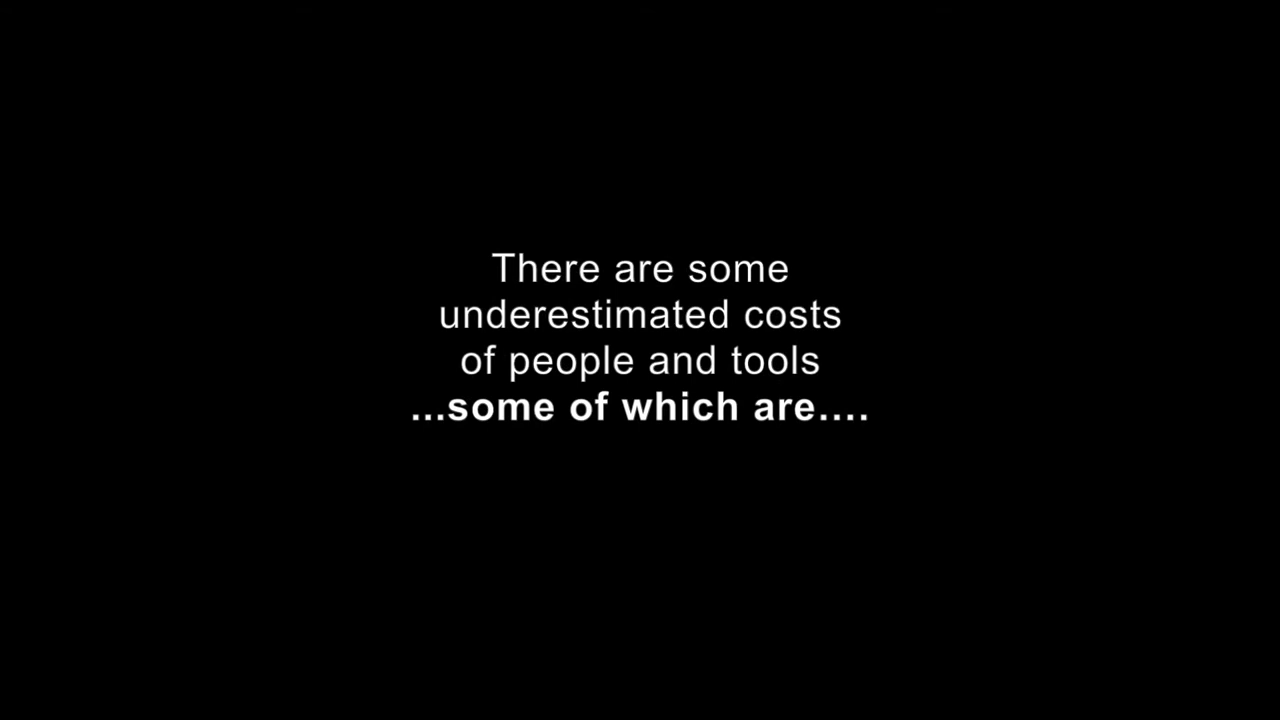 There are some
underestimated costs
of people and tools
...some of which are....